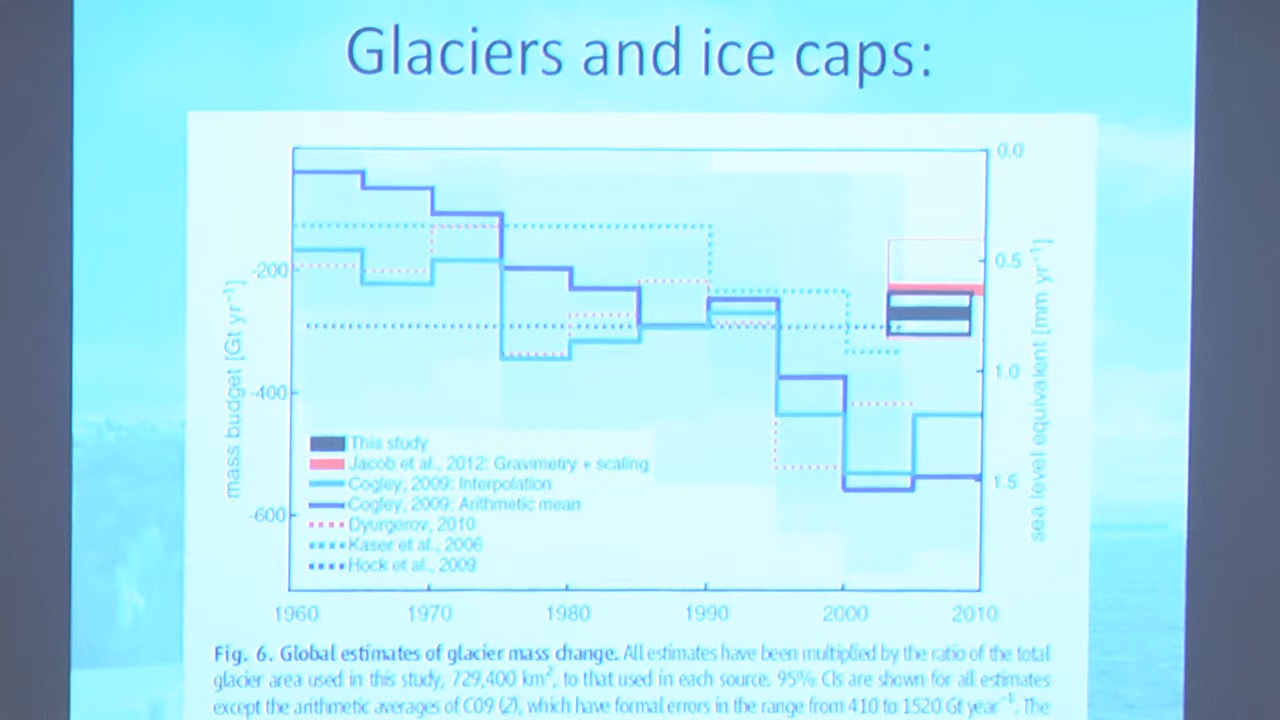 Glaciers and ice caps:
0.0
0.5
1.0
1.5
sea level equivalent [mm yr⁻¹]
-200
-400
-600
mass budget [Gt yr⁻¹]
This study
Jacob et al., 2012: Gravimetry + scaling
Cogley, 2009: Interpolation
Cogley, 2009: Arithmetic mean
Dyurgerov, 2010
Kaser et al., 2006
Hock et al., 2009
1960 1970 1980 1990 2000 2010
Fig. 6. Global estimates of glacier mass change. All estimates have been multiplied by the ratio of the total
glacier area used in this study, 729,400 km², to that used in each source. 95% CIs are shown for all estimates
except the arithmetic averages of C09 (2), which have formal errors in the range from 410 to 1520 Gt year⁻¹. The